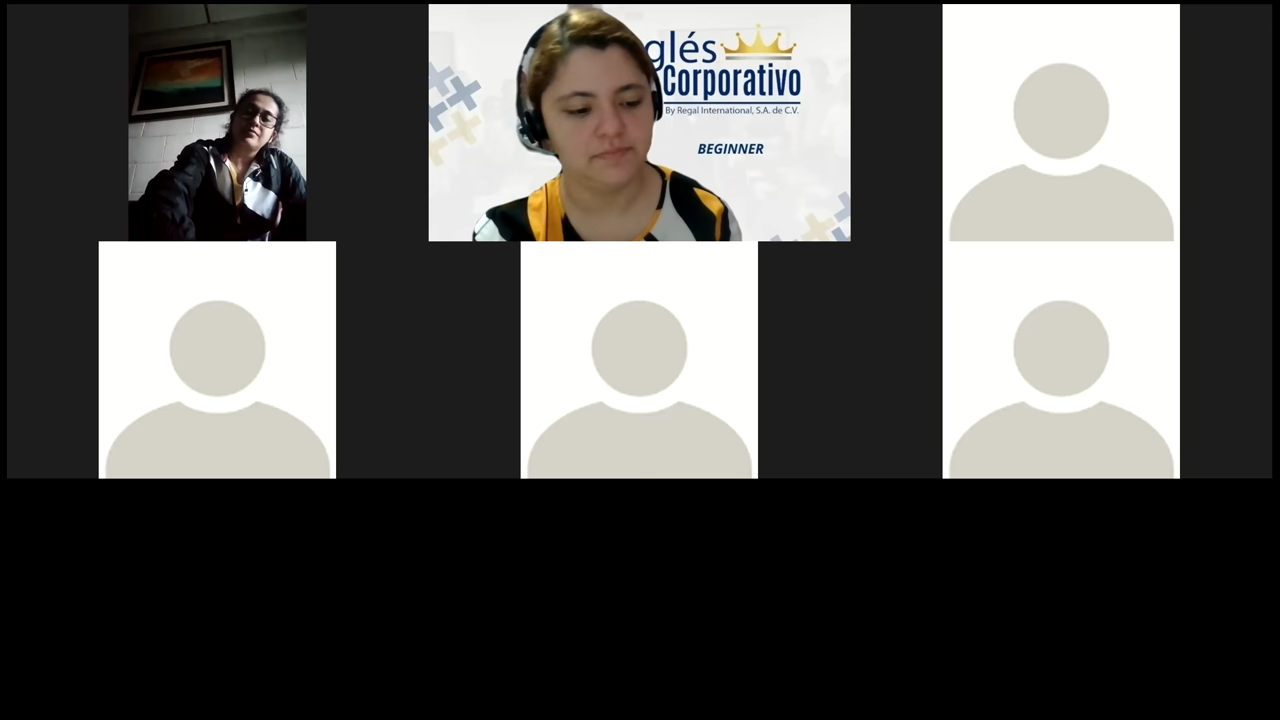 glés
Corporativo
By Regal International, S.A. de C.V.
BEGINNER